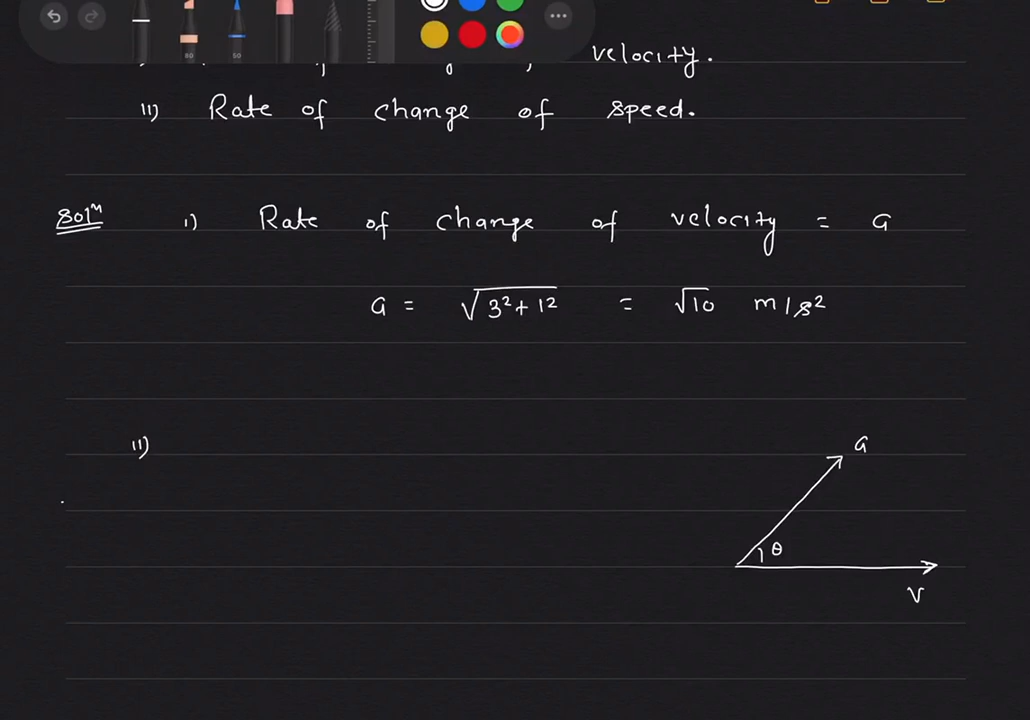 velocity.
II) Rate of change of speed.
Solⁿ I) Rate of change of velocity = a
a = √(3²+1²) = √10 m/s²
II)
a
θ
v